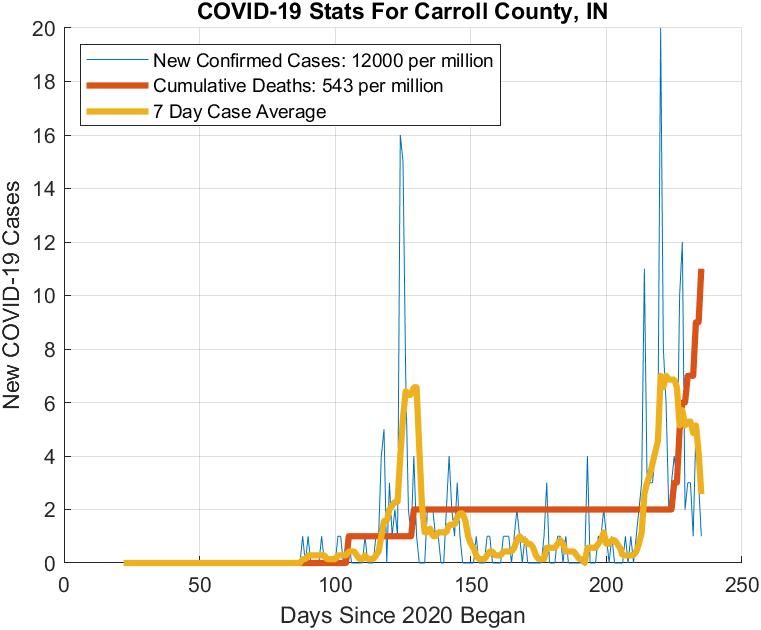 COVID-19 Stats For Carroll County, IN
New Confirmed Cases: 12000 per million
Cumulative Deaths: 543 per million
7 Day Case Average
New COVID-19 Cases
20
18
16
14
12
10
8
6
4
2
0
0 50 100 150 200 250
Days Since 2020 Began